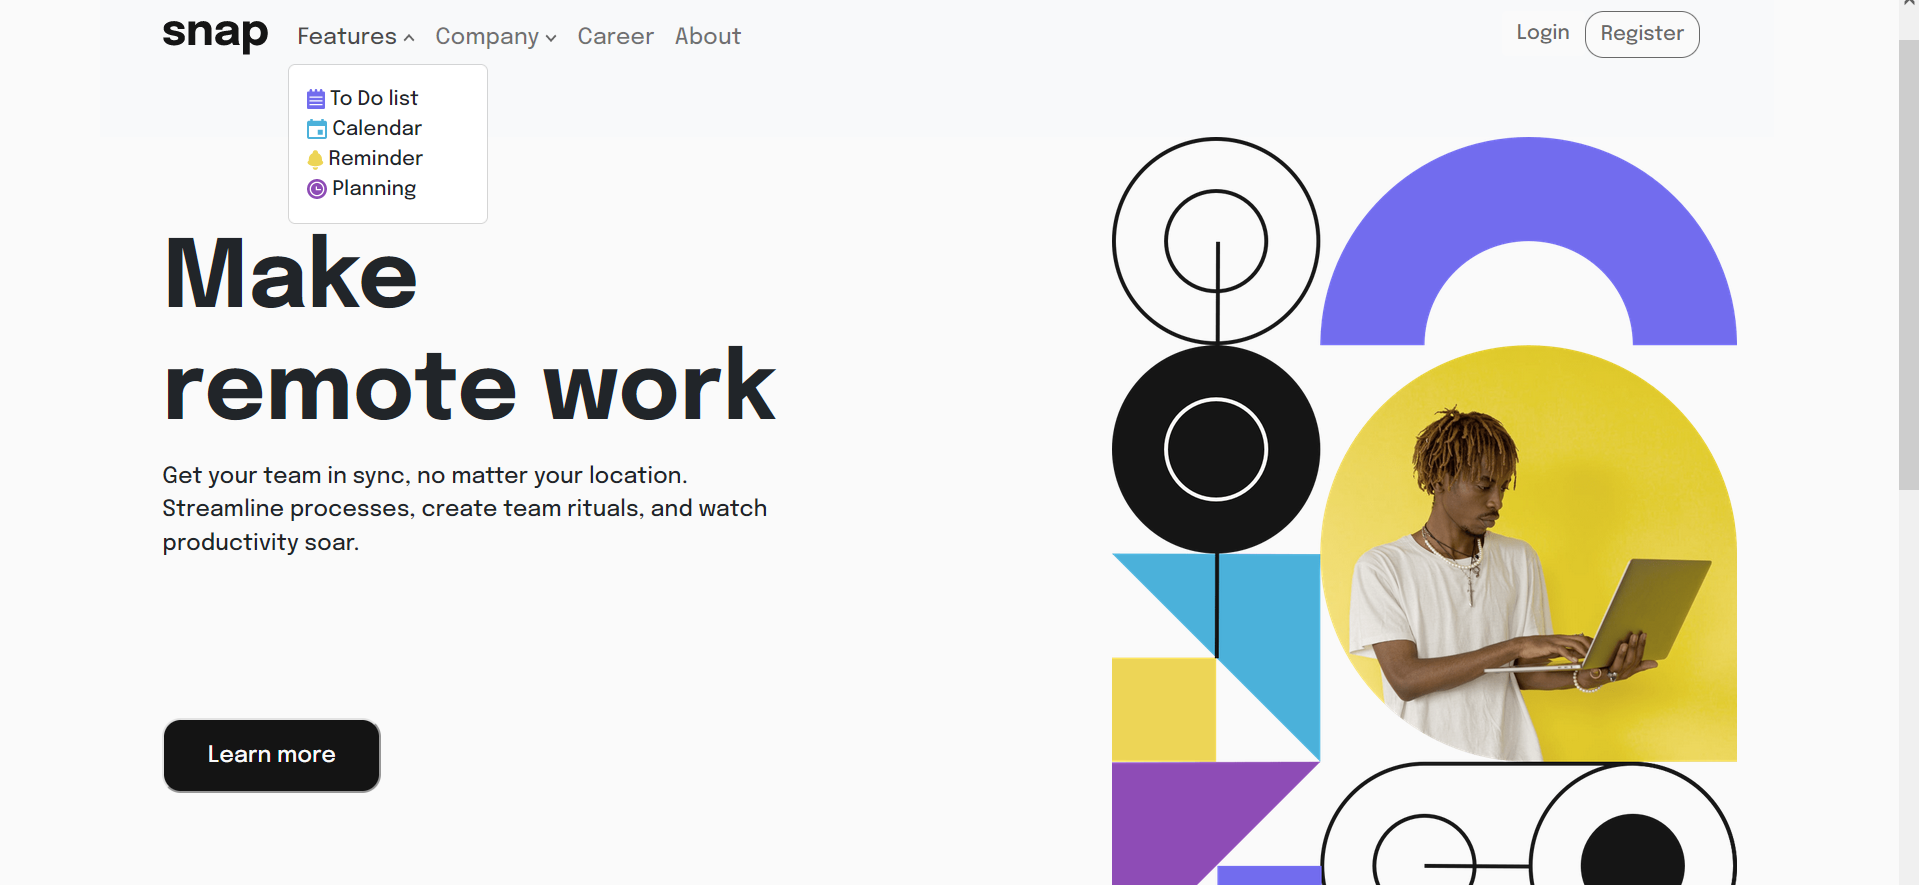 snap Features Company Career About Login Register
To Do list
Calendar
Reminder
Planning
Make
remote work
Get your team in sync, no matter your location.
Streamline processes, create team rituals, and watch
productivity soar.
Learn more